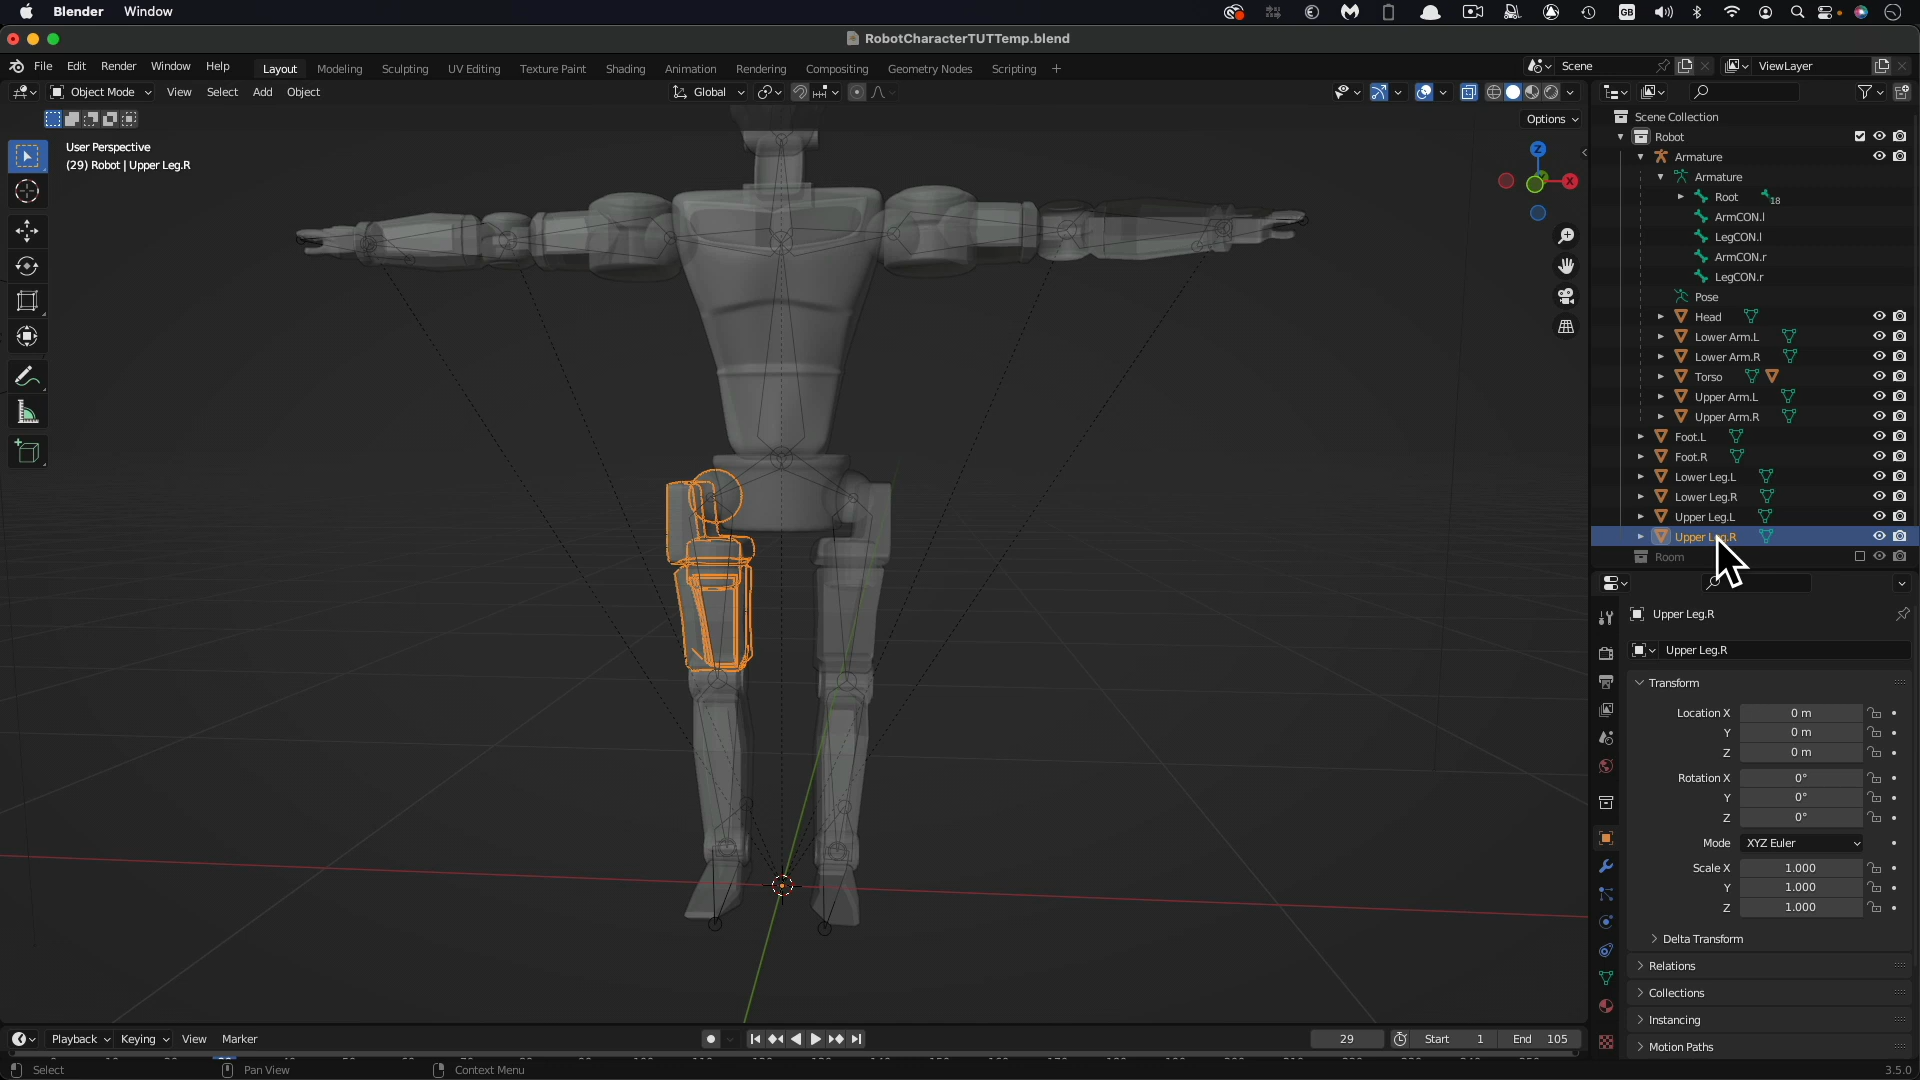 Blender Window
RobotCharacterTUTTemp.blend
File Edit Render Window Help Layout Modeling Sculpting UV Editing Texture Paint Shading Animation Rendering Compositing Geometry Nodes Scripting + Scene ViewLayer
Object Mode View Select Add Object Global
Options
User Perspective
(29) Robot | Upper Leg.R
Z
X
Scene Collection
Robot
Armature
Armature
Root 18
ArmCON.l
LegCON.l
ArmCON.r
LegCON.r
Pose
Head
Lower Arm.L
Lower Arm.R
Torso
Upper Arm.L
Upper Arm.R
Foot.L
Foot.R
Lower Leg.L
Lower Leg.R
Upper Leg.L
Upper Leg.R
Room
Upper Leg.R
Upper Leg.R
Transform
Location X 0 m
Y 0 m
Z 0 m
Rotation X 0°
Y 0°
Z 0°
Mode XYZ Euler
Scale X 1.000
Y 1.000
Z 1.000
Delta Transform
Relations
Collections
Instancing
Motion Paths
Playback Keying View Marker 29 Start 1 End 105
Select Pan View Context Menu 3.5.0